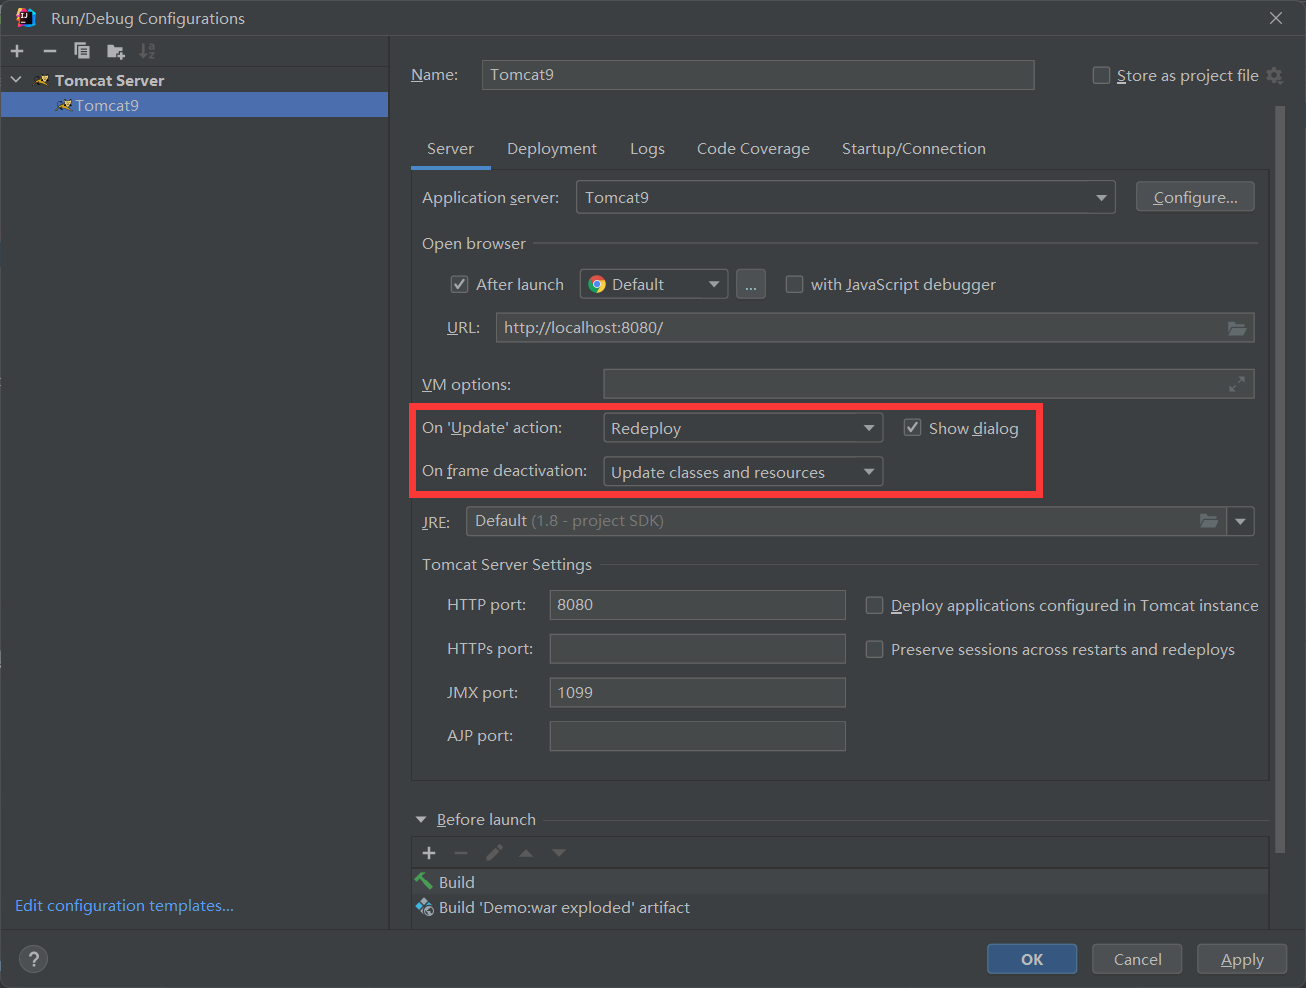 Run/Debug Configurations
Tomcat Server
Tomcat9
Name: Tomcat9 Store as project file
Server Deployment Logs Code Coverage Startup/Connection
Application server: Tomcat9 Configure...
Open browser
After launch Default ... with JavaScript debugger
URL: http://localhost:8080/
VM options:
On 'Update' action: Redeploy Show dialog
On frame deactivation: Update classes and resources
JRE: Default (1.8 - project SDK)
Tomcat Server Settings
HTTP port: 8080 Deploy applications configured in Tomcat instance
HTTPs port: Preserve sessions across restarts and redeploys
JMX port: 1099
AJP port:
Before launch
Build
Build 'Demo:war exploded' artifact
Edit configuration templates...
? OK Cancel Apply